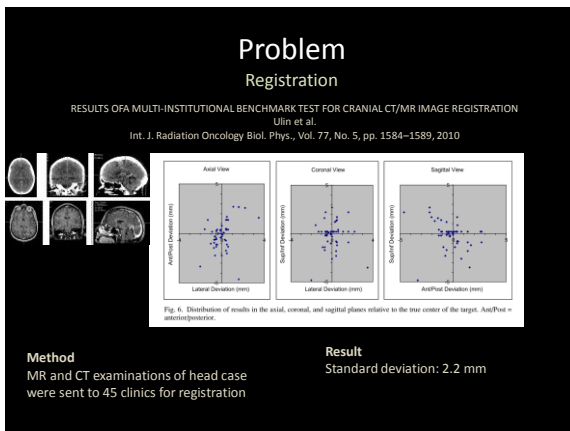 Problem
Registration
RESULTS OFA MULTI-INSTITUTIONAL BENCHMARK TEST FOR CRANIAL CT/MR IMAGE REGISTRATION
Ulin et al.
Int. J. Radiation Oncology Biol. Phys., Vol. 77, No. 5, pp. 1584–1589, 2010
Axial View
Coronal View
Sagittal View
Ant/Post Deviation (mm)
Lateral Deviation (mm)
Sup/Inf Deviation (mm)
Lateral Deviation (mm)
Sup/Inf Deviation (mm)
Ant/Post Deviation (mm)
Fig. 6. Distribution of results in the axial, coronal, and sagittal planes relative to the true center of the target. Ant/Post =
anterior/posterior.
Method
MR and CT examinations of head case
were sent to 45 clinics for registration
Result
Standard deviation: 2.2 mm